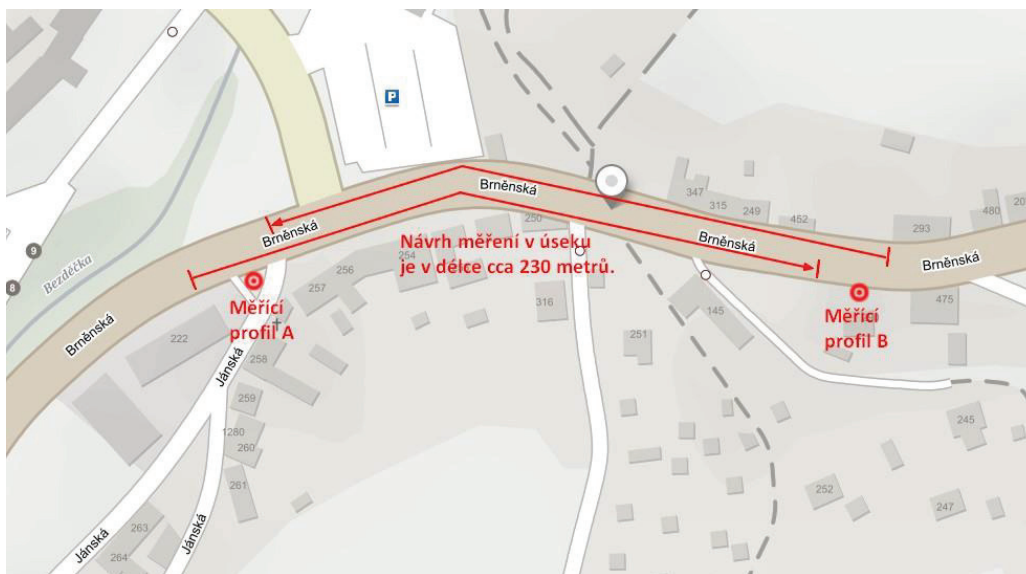 P
Brněnská
347
315
249
452
293
480
Brněnská
250
Brněnská
9
Bezděčka
8
Návrh měření v úseku
je v délce cca 230 metrů.
Brněnská
Brněnská
254
256
257
Měřící
profil A
316
145
Měřící
profil B
475
Brněnská
222
251
258
Jánská
259
1280
260
261
245
252
247
263
264
Jánská
Jánská